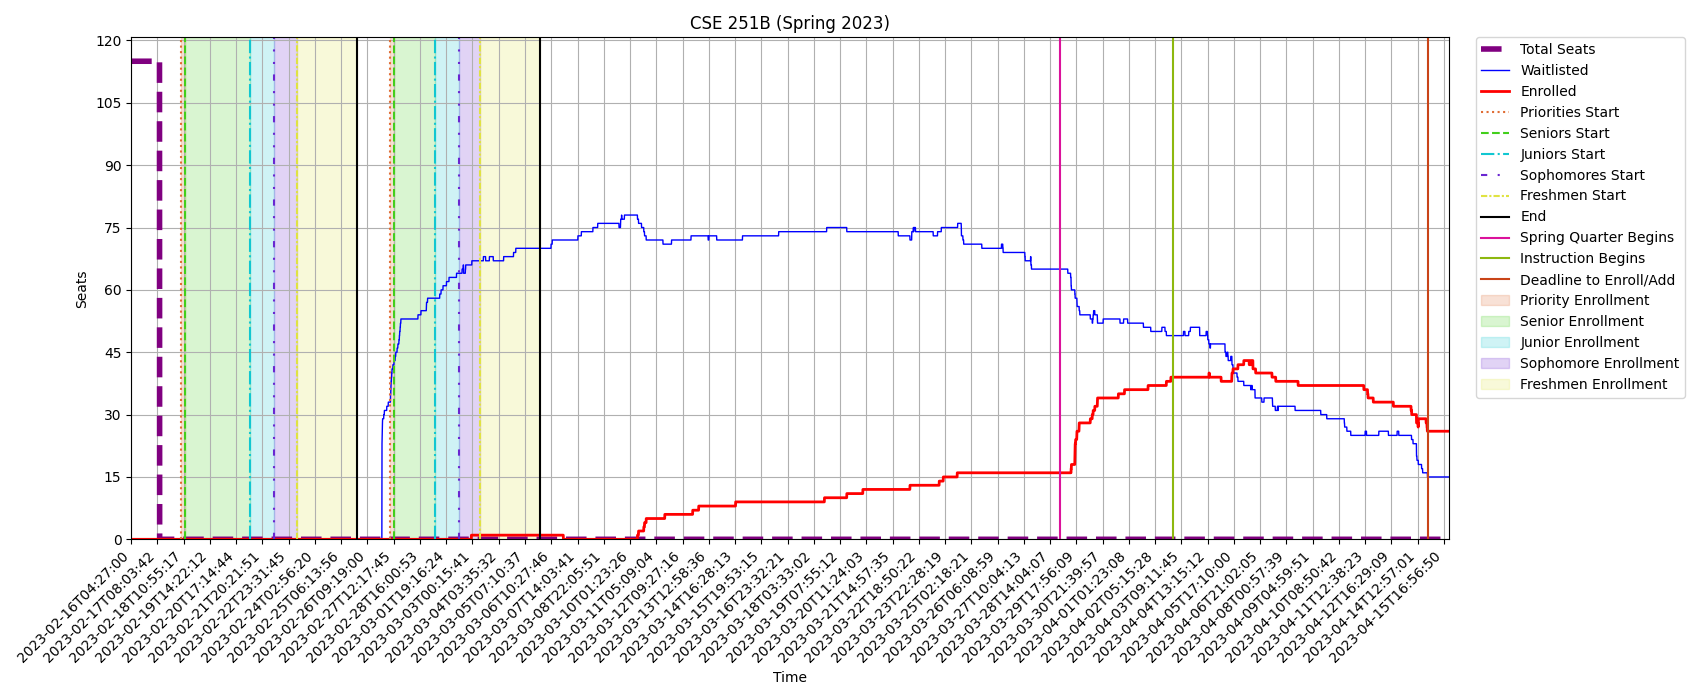 CSE 251B (Spring 2023)
120
105
90
75
60
45
30
15
0
Seats
2023-02-16T04:27:00
2023-02-17T08:03:42
2023-02-18T10:55:17
2023-02-19T14:22:12
2023-02-20T17:14:44
2023-02-21T20:21:51
2023-02-22T23:31:45
2023-02-24T02:56:20
2023-02-25T06:13:56
2023-02-26T09:19:00
2023-02-27T12:17:45
2023-02-28T16:00:53
2023-03-01T19:16:24
2023-03-03T00:15:41
2023-03-04T03:35:32
2023-03-05T07:10:37
2023-03-06T10:27:46
2023-03-07T14:03:41
2023-03-08T22:05:51
2023-03-10T01:23:26
2023-03-11T05:09:04
2023-03-12T09:27:16
2023-03-13T12:58:36
2023-03-14T16:28:13
2023-03-15T19:53:15
2023-03-16T23:32:21
2023-03-18T03:33:02
2023-03-19T07:55:12
2023-03-20T11:24:03
2023-03-21T14:57:35
2023-03-22T18:50:22
2023-03-23T22:28:19
2023-03-25T02:18:21
2023-03-26T06:08:59
2023-03-27T10:04:13
2023-03-28T14:04:07
2023-03-29T17:56:09
2023-03-30T21:39:57
2023-04-01T01:23:08
2023-04-02T05:15:28
2023-04-03T09:11:45
2023-04-04T13:15:12
2023-04-05T17:10:00
2023-04-06T21:02:05
2023-04-08T00:57:39
2023-04-09T04:59:51
2023-04-10T08:50:42
2023-04-11T12:38:23
2023-04-12T16:29:09
2023-04-14T12:57:01
2023-04-15T16:56:50
Time
Total Seats
Waitlisted
Enrolled
Priorities Start
Seniors Start
Juniors Start
Sophomores Start
Freshmen Start
End
Spring Quarter Begins
Instruction Begins
Deadline to Enroll/Add
Priority Enrollment
Senior Enrollment
Junior Enrollment
Sophomore Enrollment
Freshmen Enrollment